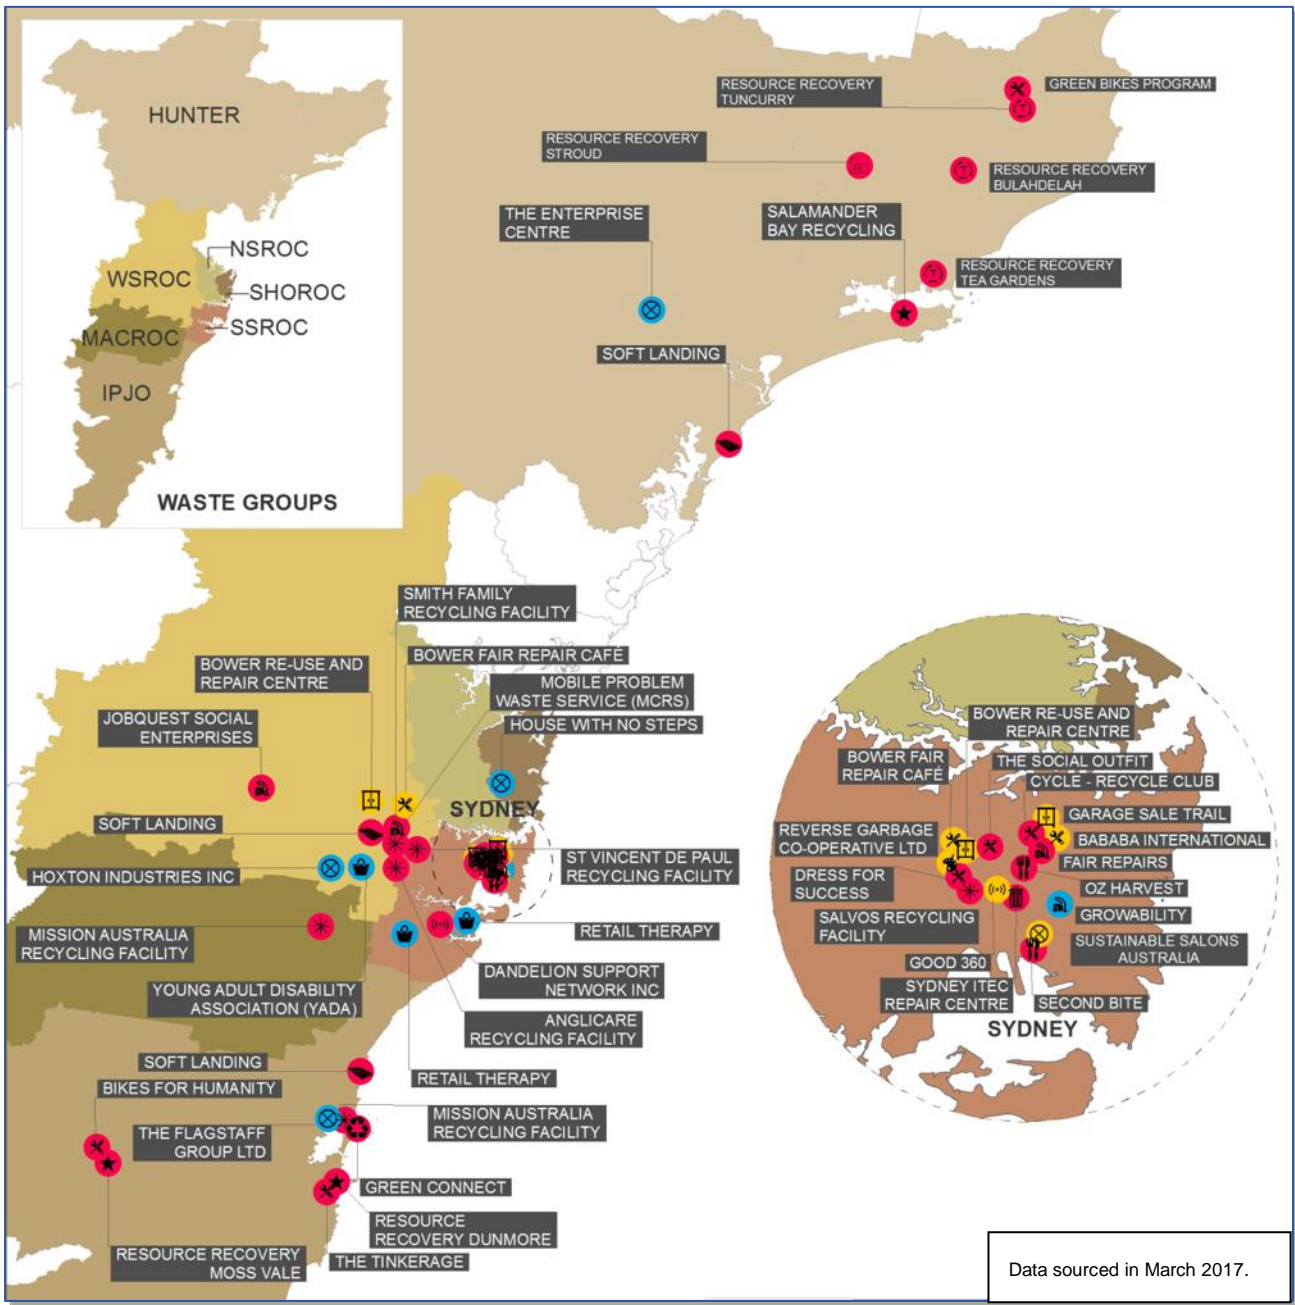 HUNTER
NSROC
WSROC
SHOROC
SSROC
MACROC
IPJO
WASTE GROUPS
RESOURCE RECOVERY
TUNCURRY
GREEN BIKES PROGRAM
RESOURCE RECOVERY
STROUD
RESOURCE RECOVERY
BULAHDELAH
THE ENTERPRISE
CENTRE
SALAMANDER
BAY RECYCLING
RESOURCE RECOVERY
TEA GARDENS
SOFT LANDING
SMITH FAMILY
RECYCLING FACILITY
BOWER FAIR REPAIR CAFÉ
BOWER RE-USE AND
REPAIR CENTRE
MOBILE PROBLEM
WASTE SERVICE (MCRS)
HOUSE WITH NO STEPS
JOBQUEST SOCIAL
ENTERPRISES
SYDNEY
SOFT LANDING
ST VINCENT DE PAUL
RECYCLING FACILITY
HOXTON INDUSTRIES INC
MISSION AUSTRALIA
RECYCLING FACILITY
RETAIL THERAPY
DANDELION SUPPORT
NETWORK INC
YOUNG ADULT DISABILITY
ASSOCIATION (YADA)
ANGLICARE
RECYCLING FACILITY
SOFT LANDING
RETAIL THERAPY
BIKES FOR HUMANITY
MISSION AUSTRALIA
RECYCLING FACILITY
THE FLAGSTAFF
GROUP LTD
GREEN CONNECT
RESOURCE
RECOVERY DUNMORE
RESOURCE RECOVERY
MOSS VALE
THE TINKERAGE
BOWER RE-USE AND
REPAIR CENTRE
BOWER FAIR
REPAIR CAFÉ
THE SOCIAL OUTFIT
CYCLE - RECYCLE CLUB
GARAGE SALE TRAIL
REVERSE GARBAGE
CO-OPERATIVE LTD
BABABA INTERNATIONAL
FAIR REPAIRS
DRESS FOR
SUCCESS
OZ HARVEST
GROWABILITY
SALVOS RECYCLING
FACILITY
SUSTAINABLE SALONS
AUSTRALIA
GOOD 360
SYDNEY ITEC
REPAIR CENTRE
SECOND BITE
SYDNEY
Data sourced in March 2017.